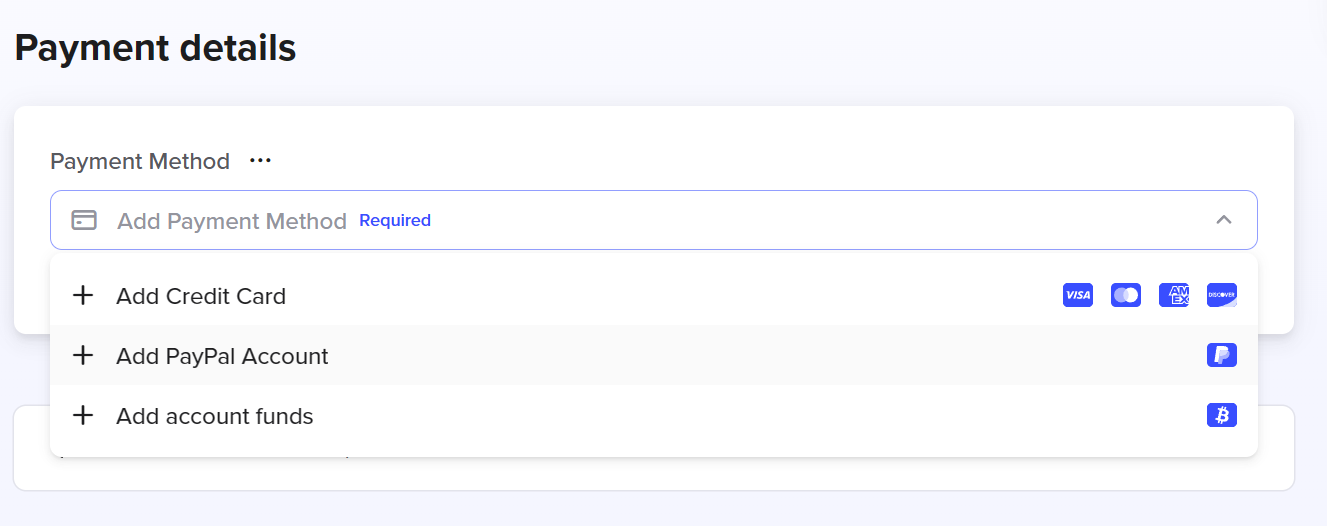 Payment details
Payment Method ...
Add Payment Method Required
Add Credit Card VISA AM EX DISCOVER
Add PayPal Account
Add account funds